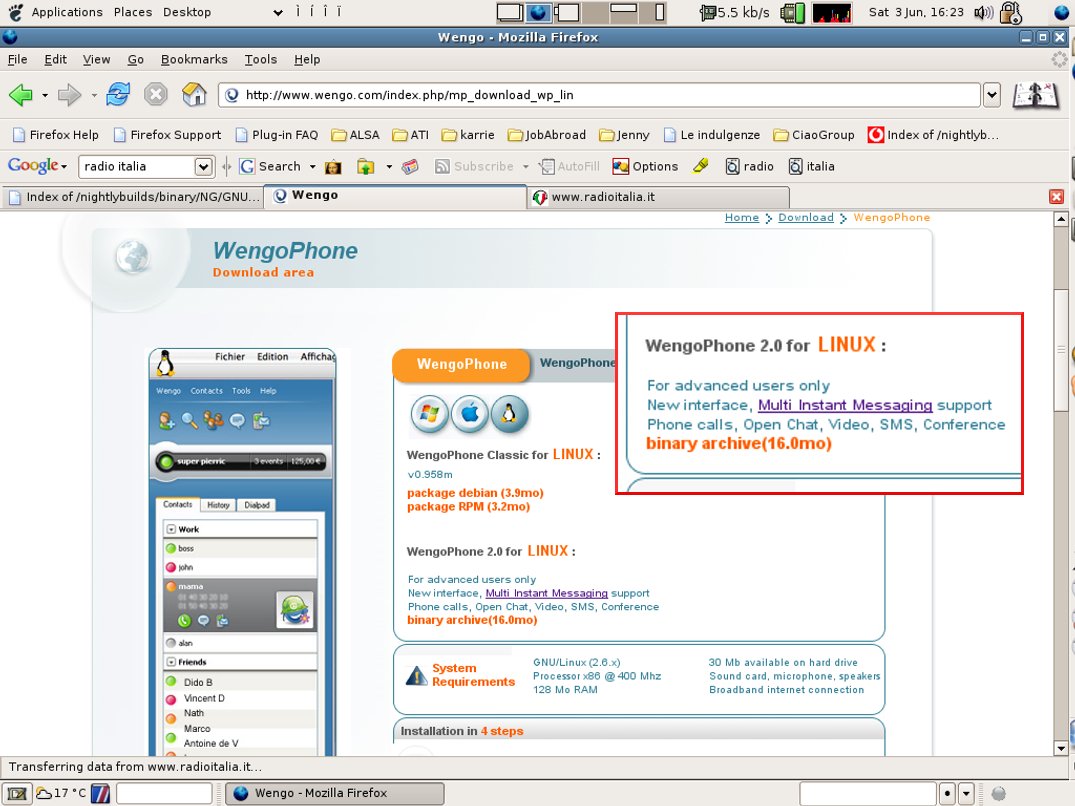 Applications Places Desktop
5.5 kb/s
Sat 3 Jun, 16:23
Wengo - Mozilla Firefox
File Edit View Go Bookmarks Tools Help
http://www.wengo.com/index.php/mp_download_wp_lin
Firefox Help Firefox Support Plug-in FAQ ALSA ATI karrie JobAbroad Jenny Le indulgenze CiaoGroup Index of /nightlyb...
Google radio italia G Search Subscribe AutoFill Options radio italia
Index of /nightlybuilds/binary/NG/GNU... Wengo www.radioitalia.it
Home Download WengoPhone
WengoPhone
Download area
Fichier Edition Affichag
Wengo Contacts Tools Help
super pierric 3 events 125,00 €
Contacts History Dialpad
Work
boss
john
mama
01 40 30 20 10
01 50 40 30 20
alan
Friends
Dido B
Vincent D
Nath
Marco
Antoine de V
WengoPhone WengoPhone
WengoPhone Classic for LINUX :
v0.958m
package debian (3.9mo)
package RPM (3.2mo)
WengoPhone 2.0 for LINUX :
For advanced users only
New interface, Multi Instant Messaging support
Phone calls, Open Chat, Video, SMS, Conference
binary archive(16.0mo)
WengoPhone 2.0 for LINUX :
For advanced users only
New interface, Multi Instant Messaging support
Phone calls, Open Chat, Video, SMS, Conference
binary archive(16.0mo)
System
Requirements
GNU/Linux (2.6.x)
Processor x86 @ 400 Mhz
128 Mo RAM
30 Mb available on hard drive
Sound card, microphone, speakers
Broadband internet connection
Installation in 4 steps
Transferring data from www.radioitalia.it...
17 °C
Wengo - Mozilla Firefox